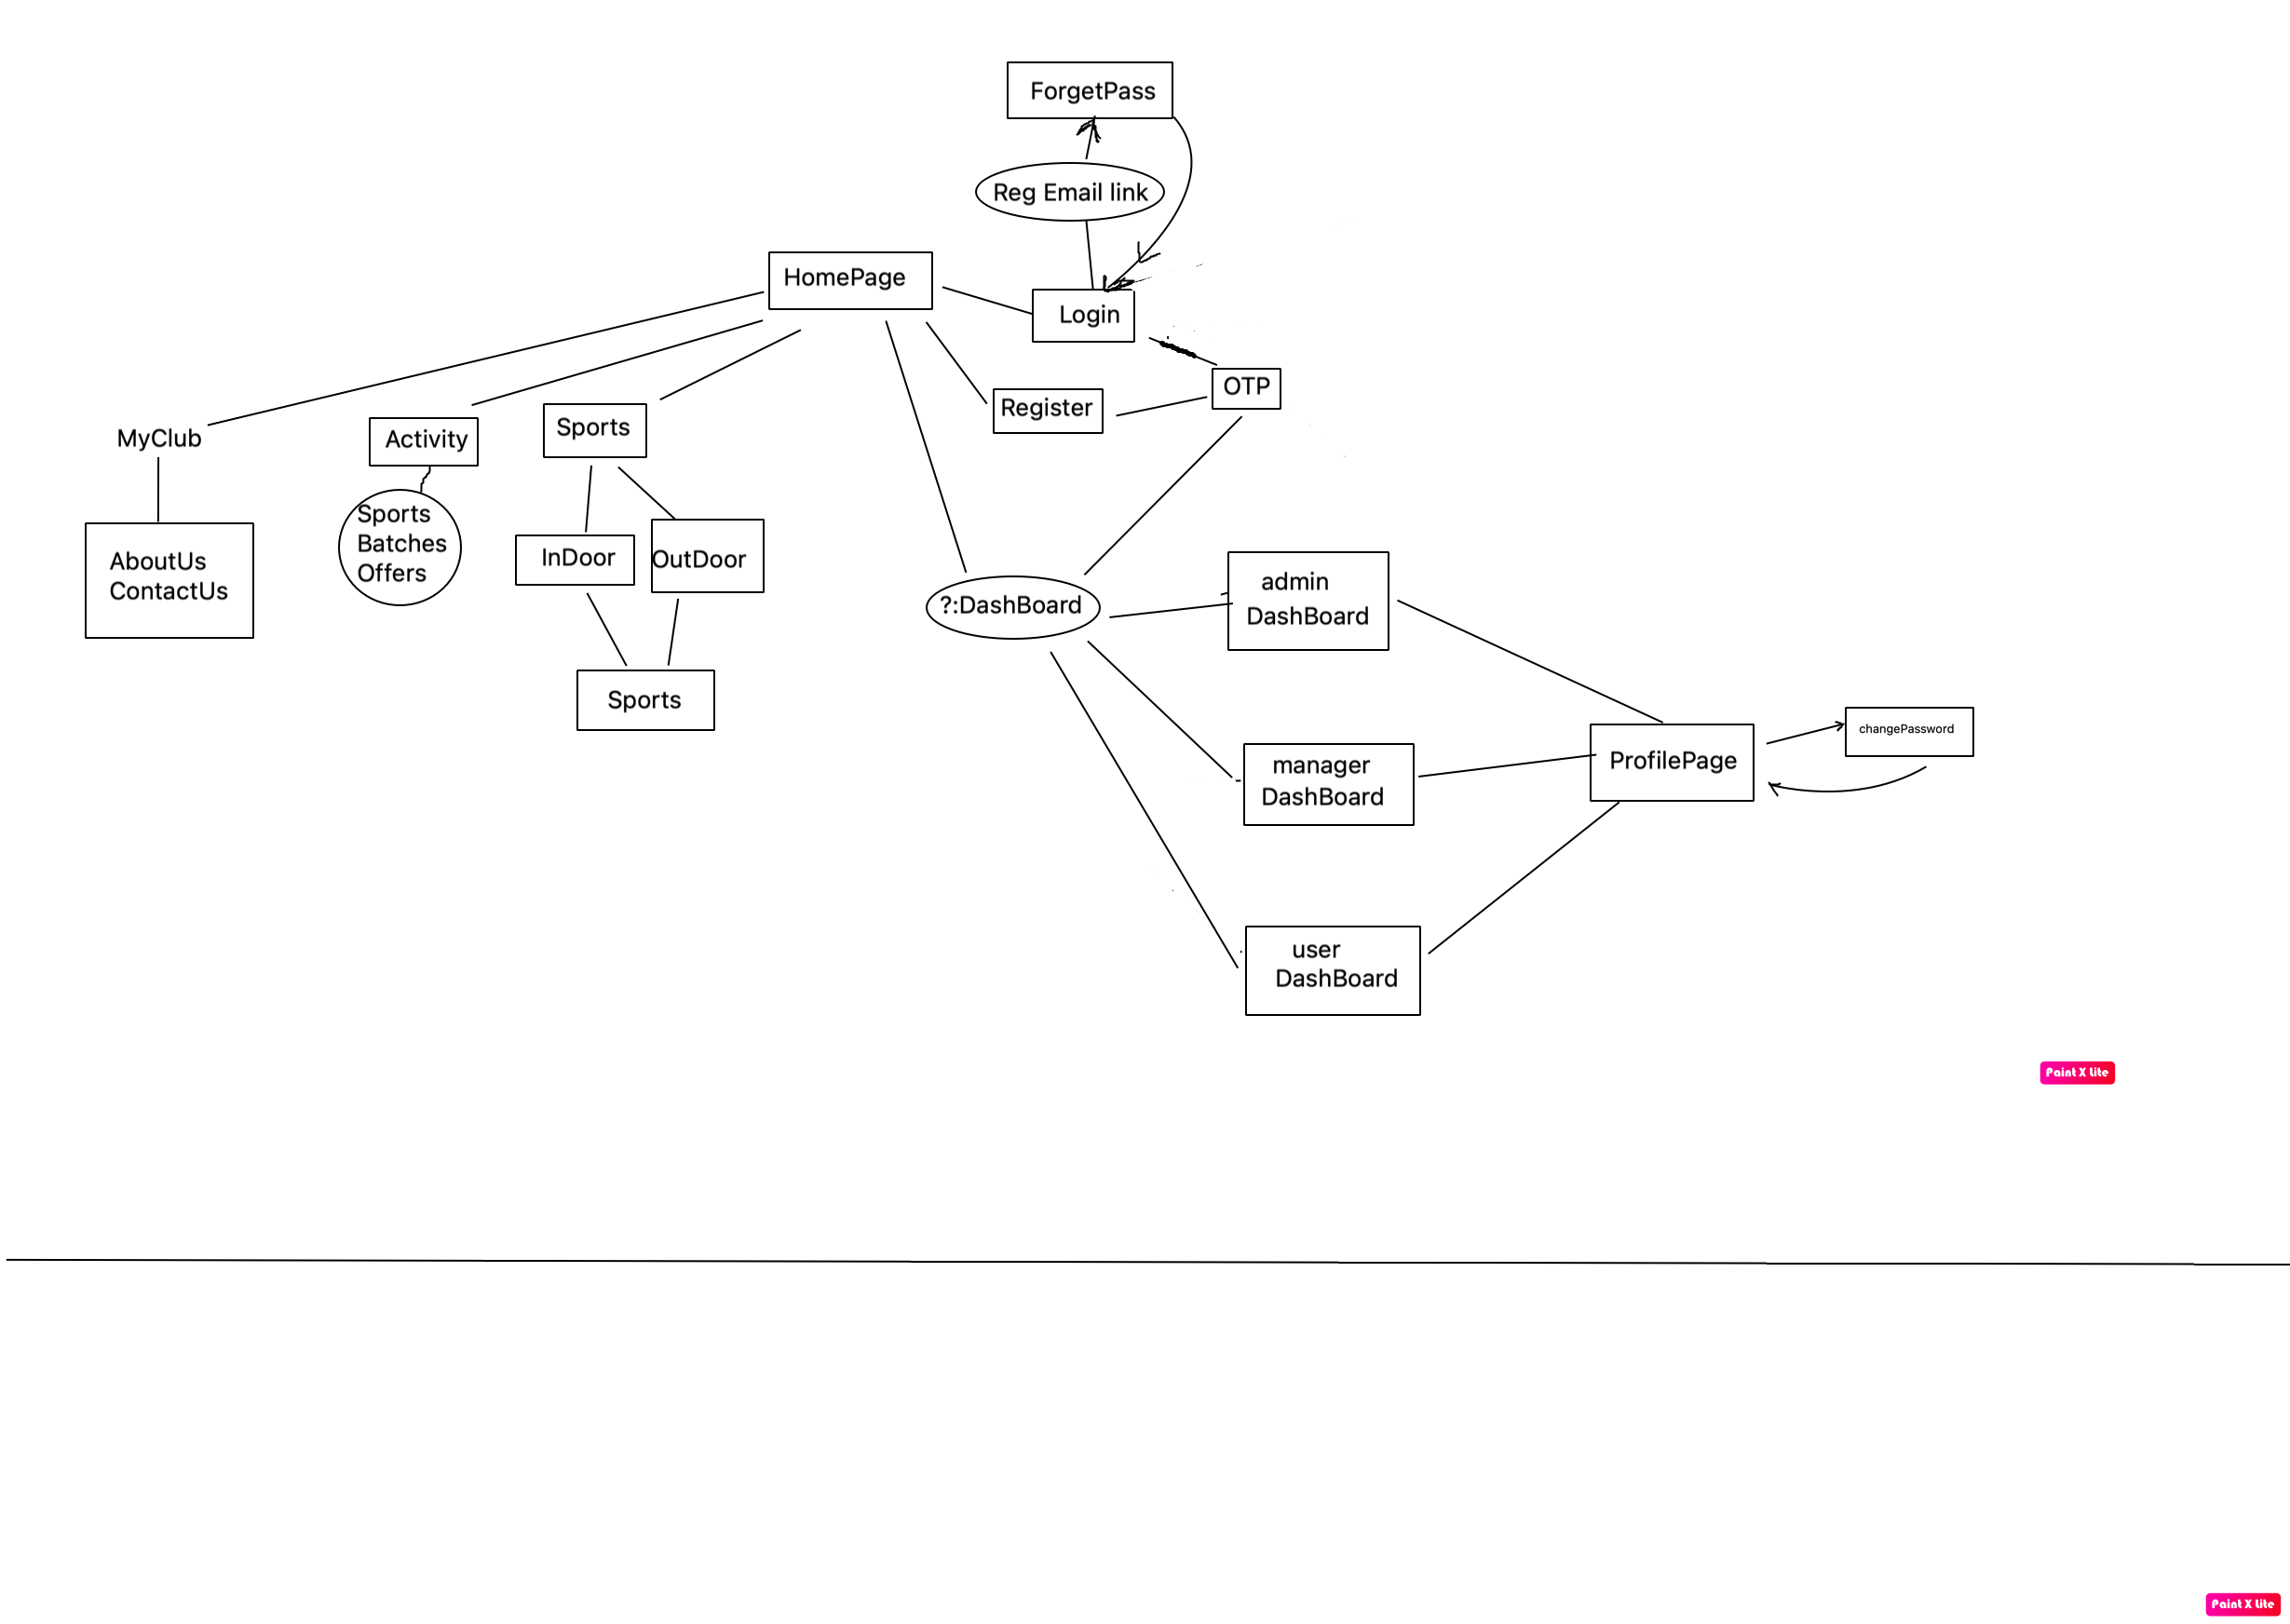 ForgetPass
Reg Email link
HomePage
Login
OTP
Register
MyClub
Activity
Sports
Sports
Batches
Offers
AboutUs
ContactUs
InDoor
OutDoor
Sports
?:DashBoard
admin
DashBoard
manager
DashBoard
ProfilePage
changePassword
user
DashBoard
Paint X Lite
Paint X Lite